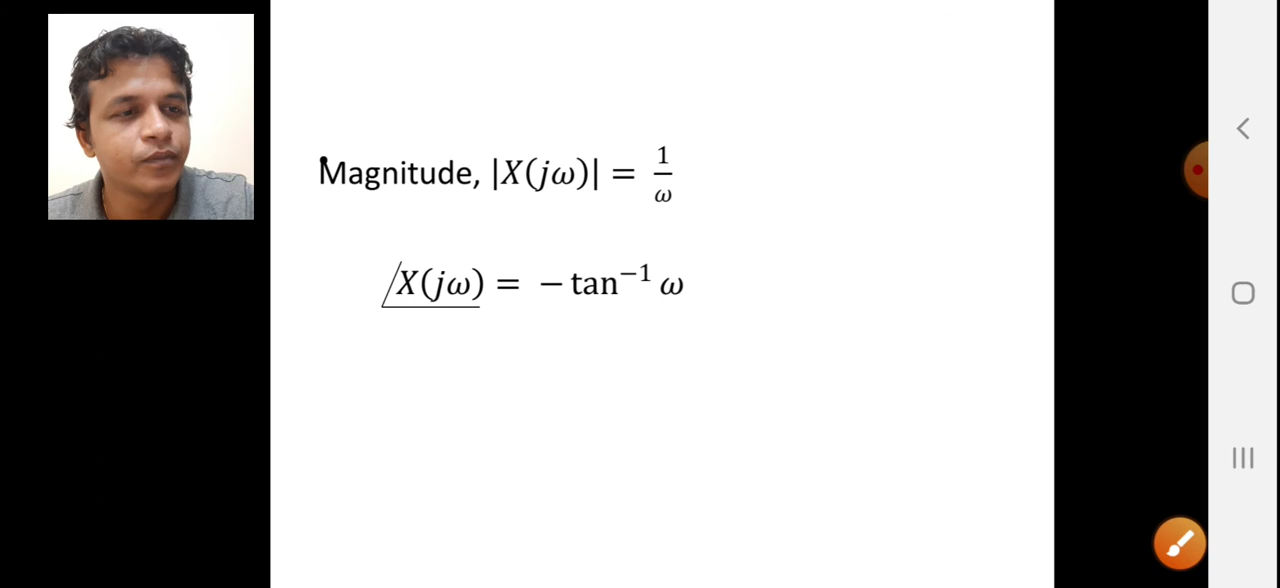 Magnitude, |X(jω)| = 1/ω
/X(jω) = − tan⁻¹ ω